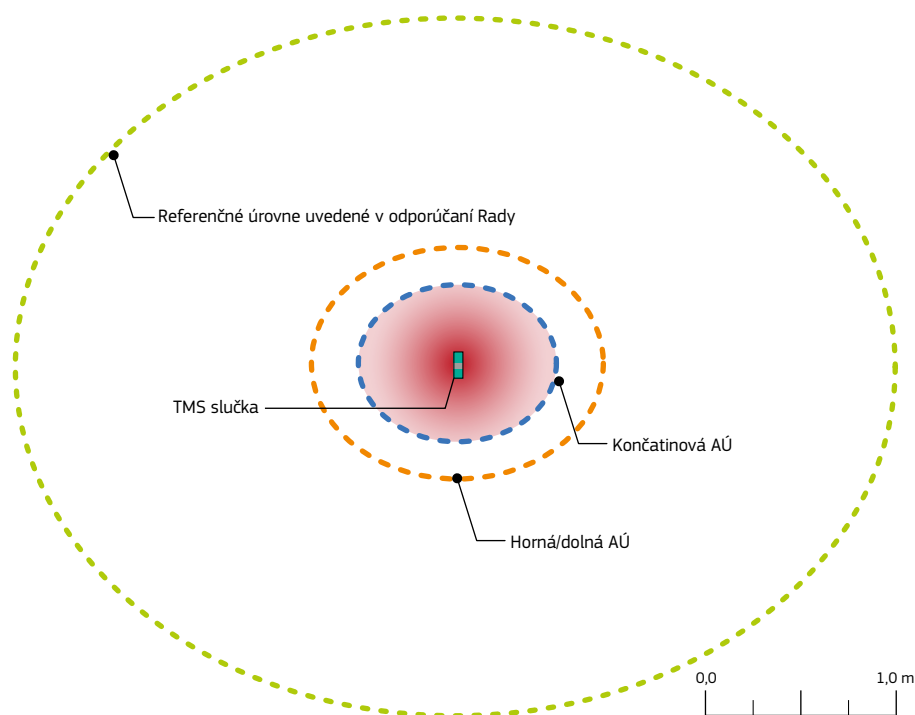 Referenčné úrovne uvedené v odporúčaní Rady
TMS slučka
Končatinová AÚ
Horná/dolná AÚ
0,0 1,0 m